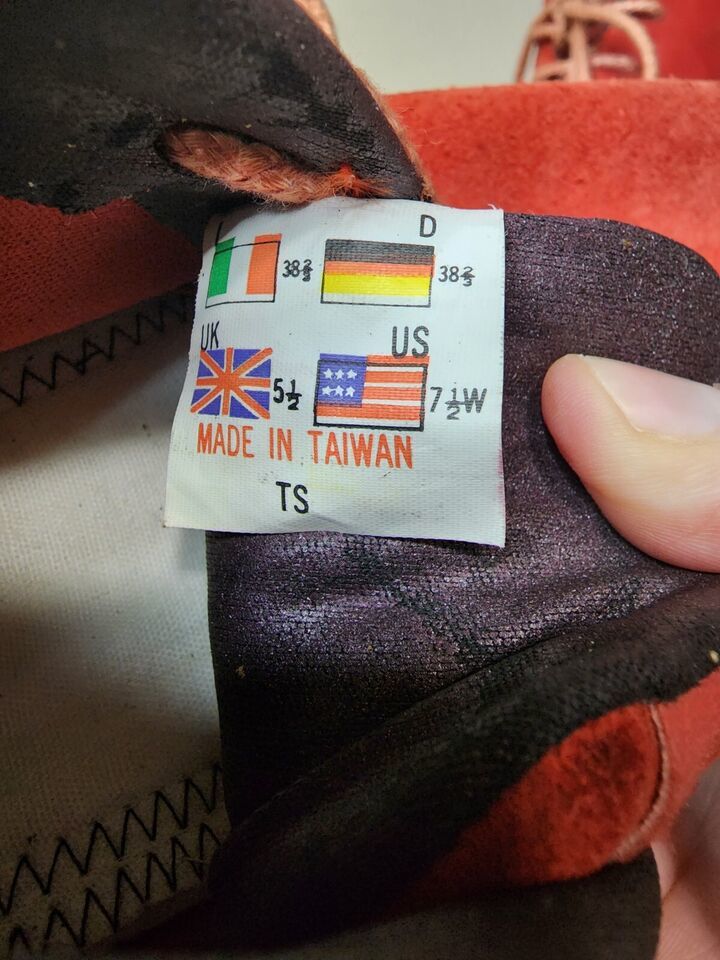 I D
38⅔ 38⅔
UK US
5½ 7½W
MADE IN TAIWAN
TS